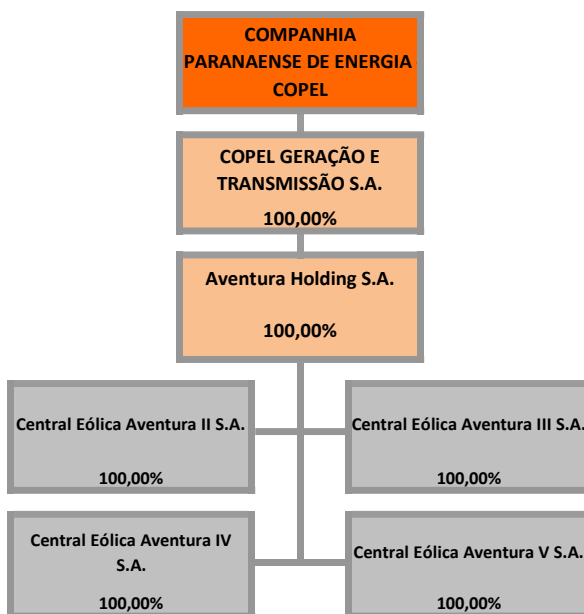 COMPANHIA
PARANAENSE DE ENERGIA
COPEL
COPEL GERAÇÃO E
TRANSMISSÃO S.A.
100,00%
Aventura Holding S.A.
100,00%
Central Eólica Aventura II S.A.
100,00%
Central Eólica Aventura III S.A.
100,00%
Central Eólica Aventura IV
S.A.
100,00%
Central Eólica Aventura V S.A.
100,00%